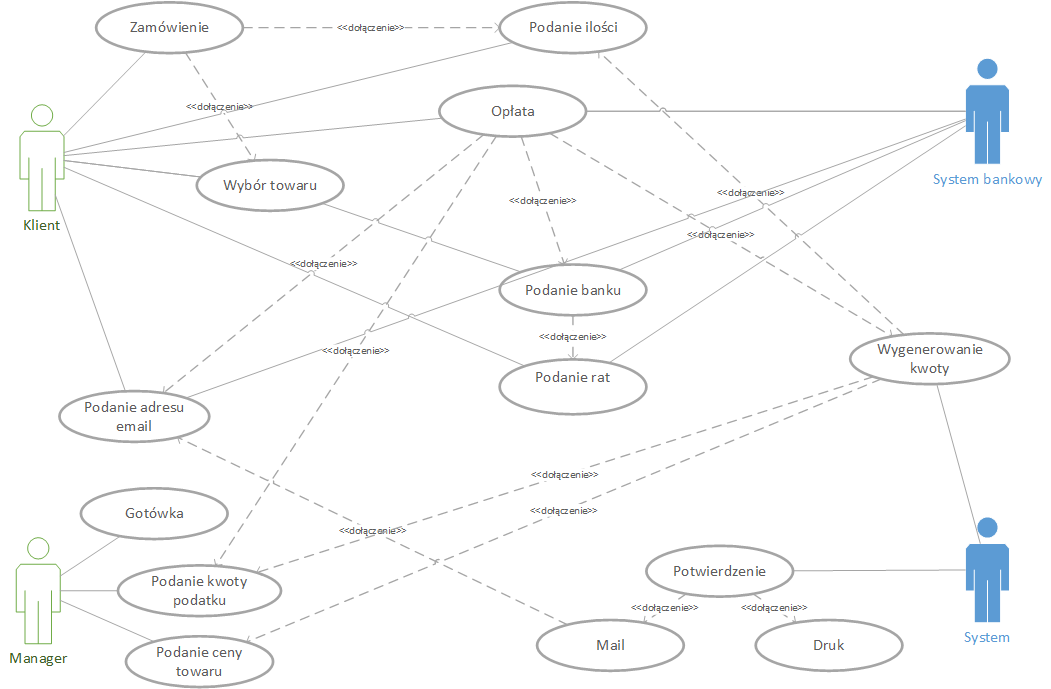 Zamówienie
<<dołączenie>>
Podanie ilości
<<dołączenie>>
Opłata
System bankowy
Klient
Wybór towaru
<<dołączenie>>
<<dołączenie>>
<<dołączenie>>
<<dołączenie>>
Podanie banku
<<dołączenie>>
<<dołączenie>>
Podanie rat
Wygenerowanie
kwoty
Podanie adresu
email
<<dołączenie>>
<<dołączenie>>
Gotówka
<<dołączenie>>
Podanie kwoty
podatku
Potwierdzenie
<<dołączenie>>
<<dołączenie>>
System
Manager
Podanie ceny
towaru
Mail
Druk